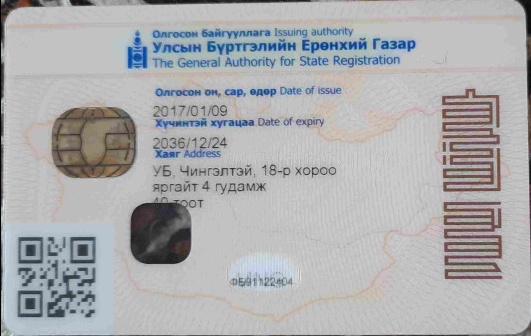 Олгосон байгууллага Issuing authority
Улсын Бүртгэлийн Ерөнхий Газар
The General Authority for State Registration
Олгосон он, сар, өдөр Date of issue
2017/01/09
Хүчинтэй хугацаа Date of expiry
2036/12/24
Хаяг Address
УБ, Чингэлтэй, 18-р хороо
яргайт 4 гудамж
40 тоот
ФБ91122404